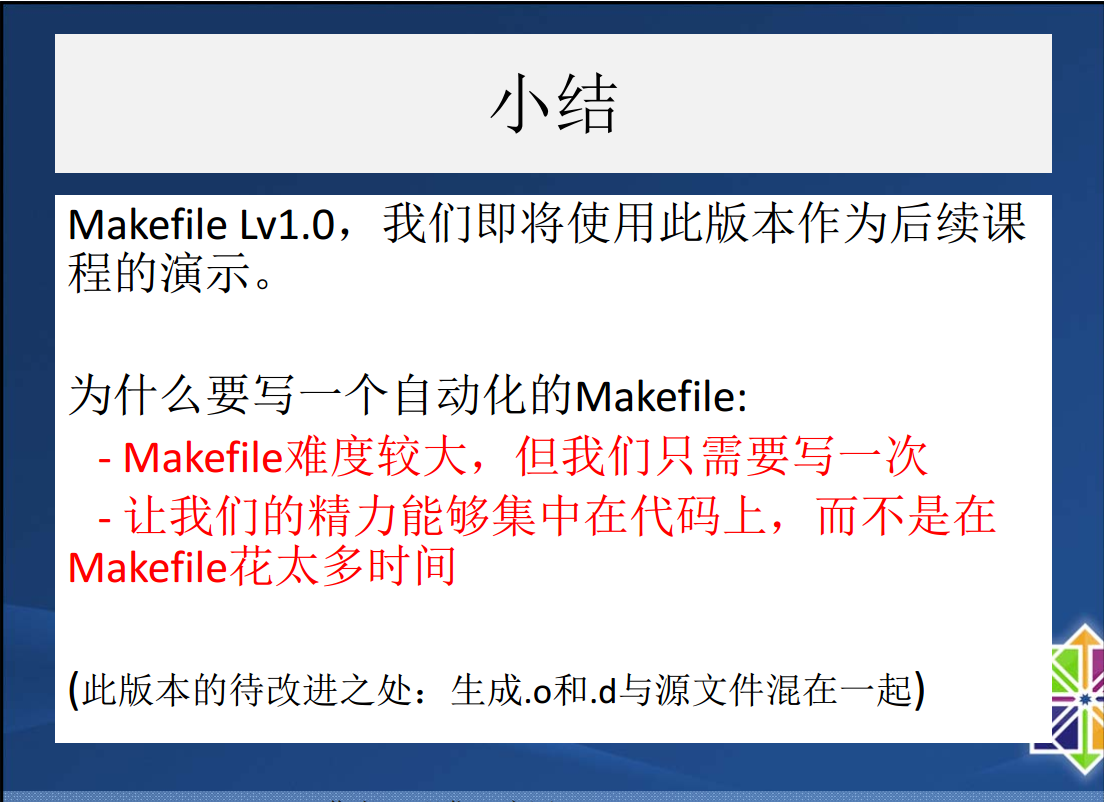 小结
Makefile Lv1.0，我们即将使用此版本作为后续课
程的演示。
为什么要写一个自动化的Makefile:
- Makefile难度较大，但我们只需要写一次
- 让我们的精力能够集中在代码上，而不是在
Makefile花太多时间
(此版本的待改进之处：生成.o和.d与源文件混在一起)